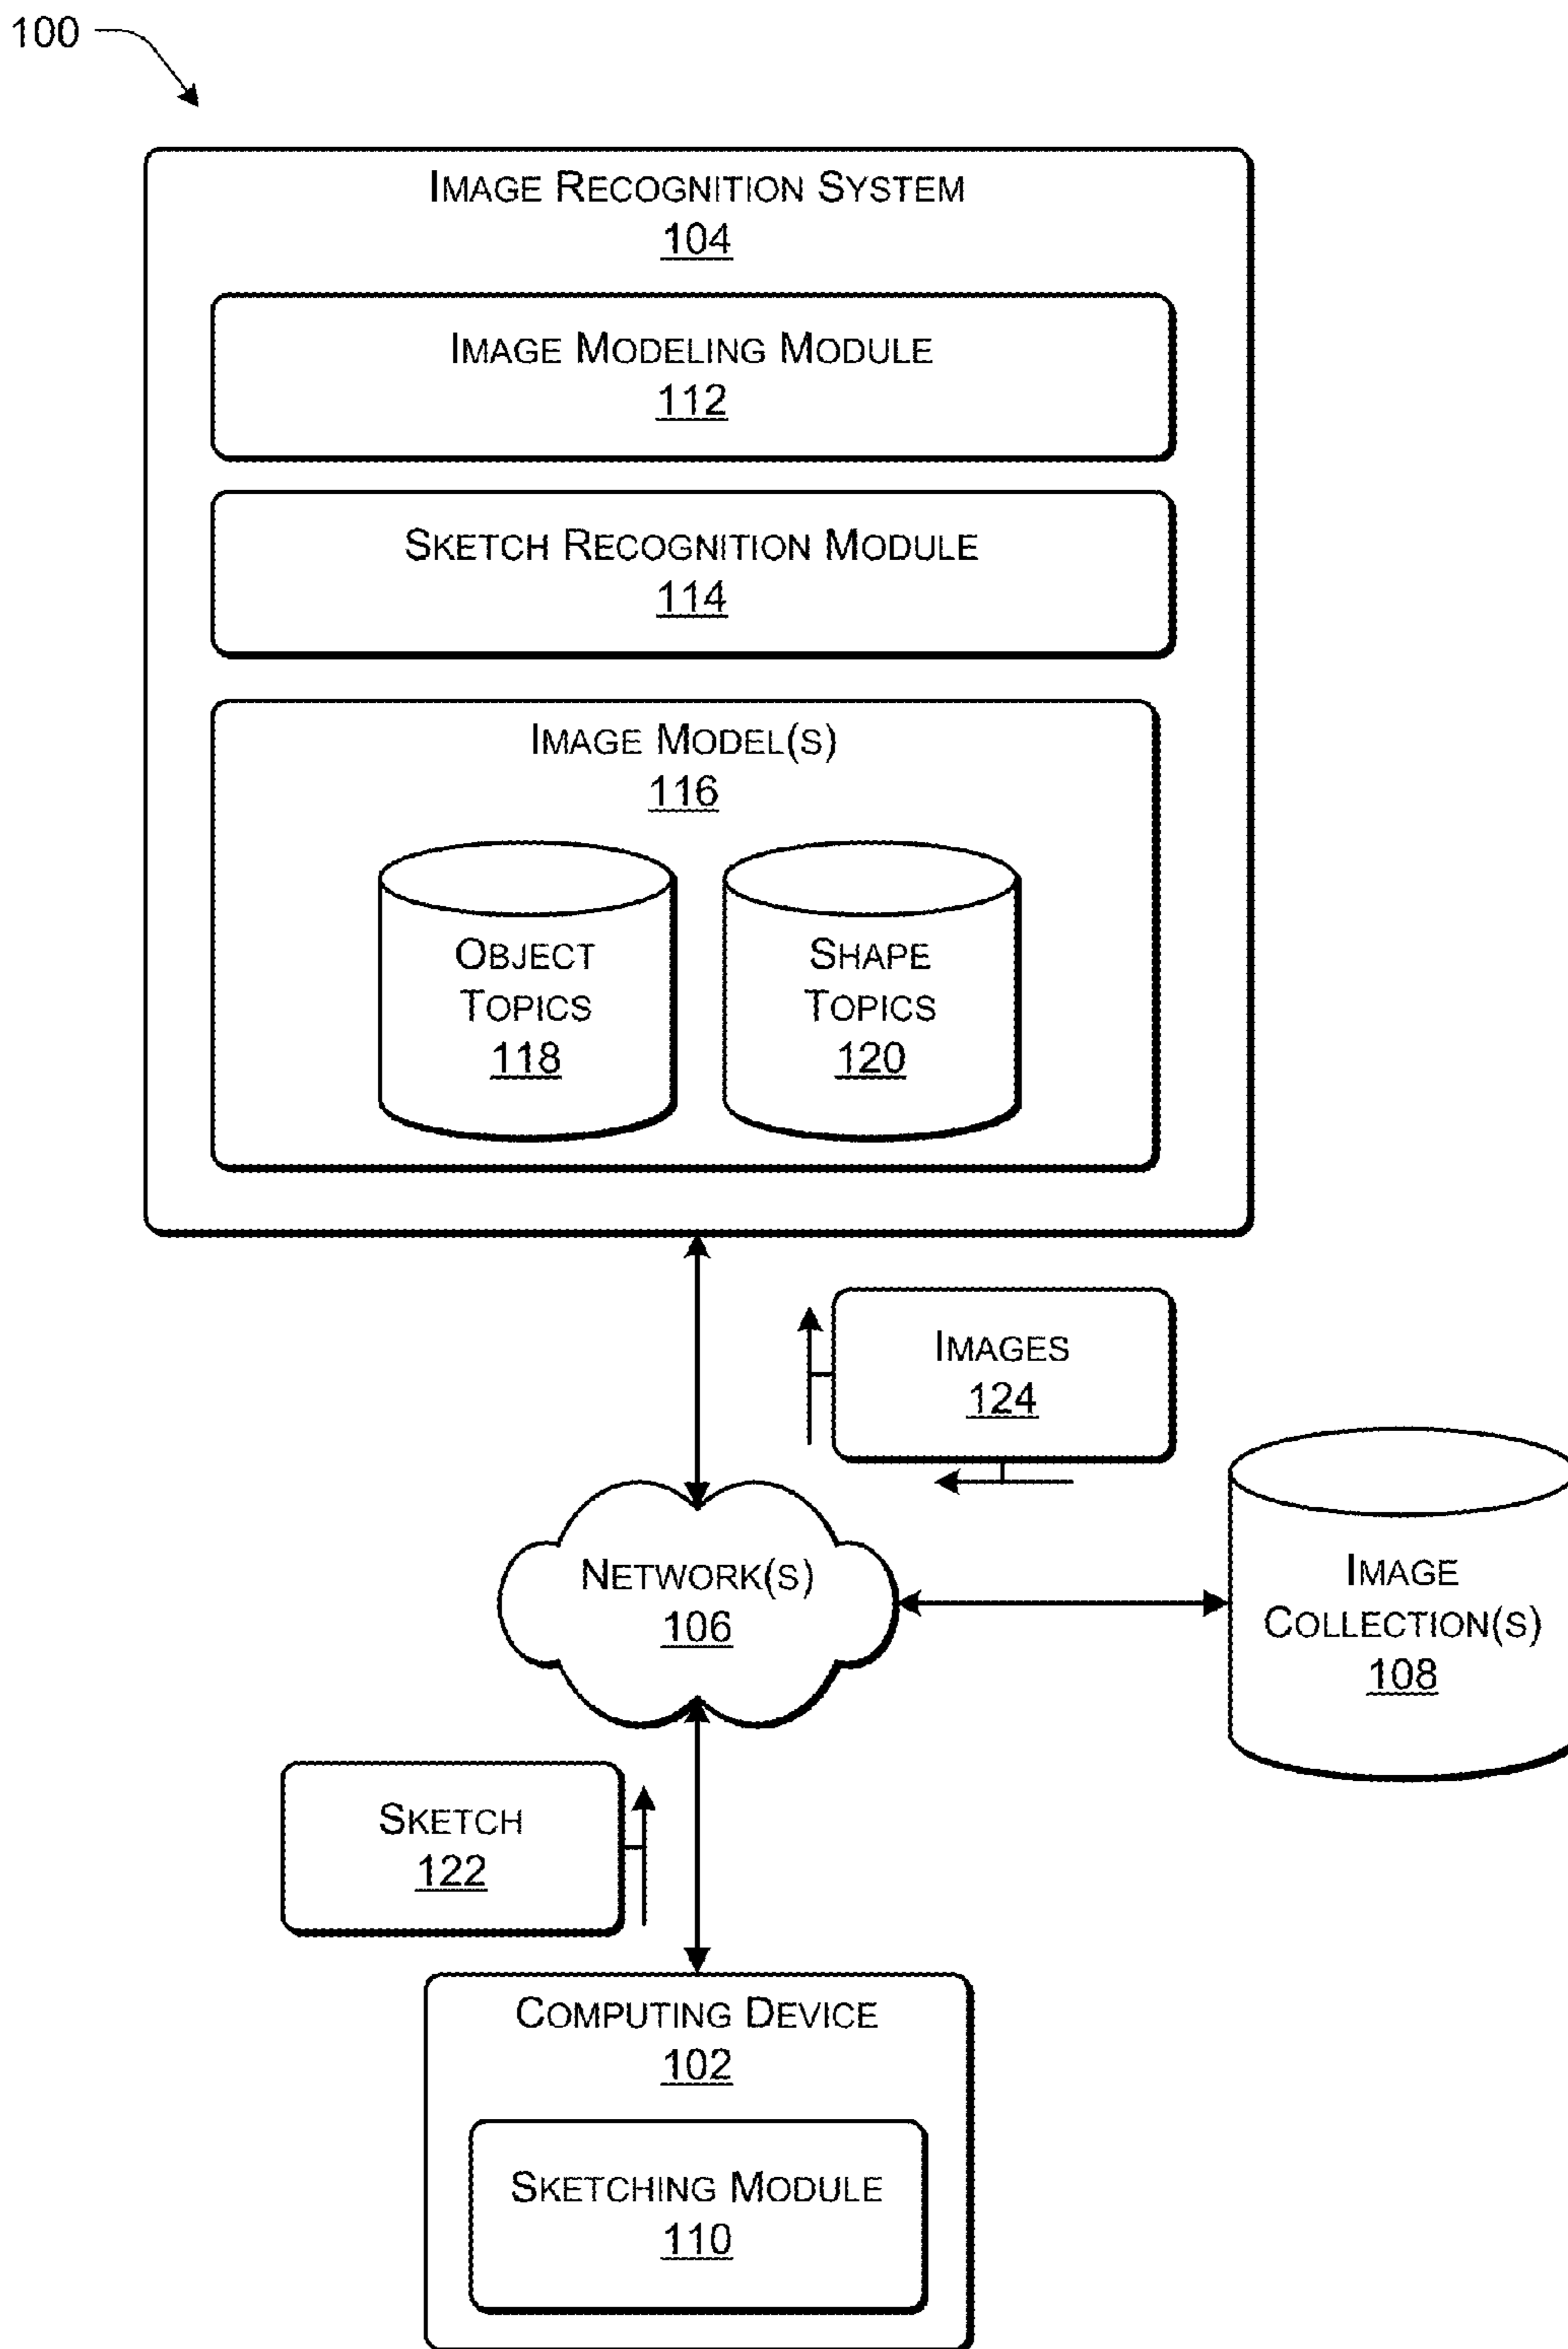 100
IMAGE RECOGNITION SYSTEM
104
IMAGE MODELING MODULE
112
SKETCH RECOGNITION MODULE
114
IMAGE MODEL(S)
116
OBJECT
TOPICS
118
SHAPE
TOPICS
120
IMAGES
124
NETWORK(S)
106
IMAGE
COLLECTION(S)
108
SKETCH
122
COMPUTING DEVICE
102
SKETCHING MODULE
110